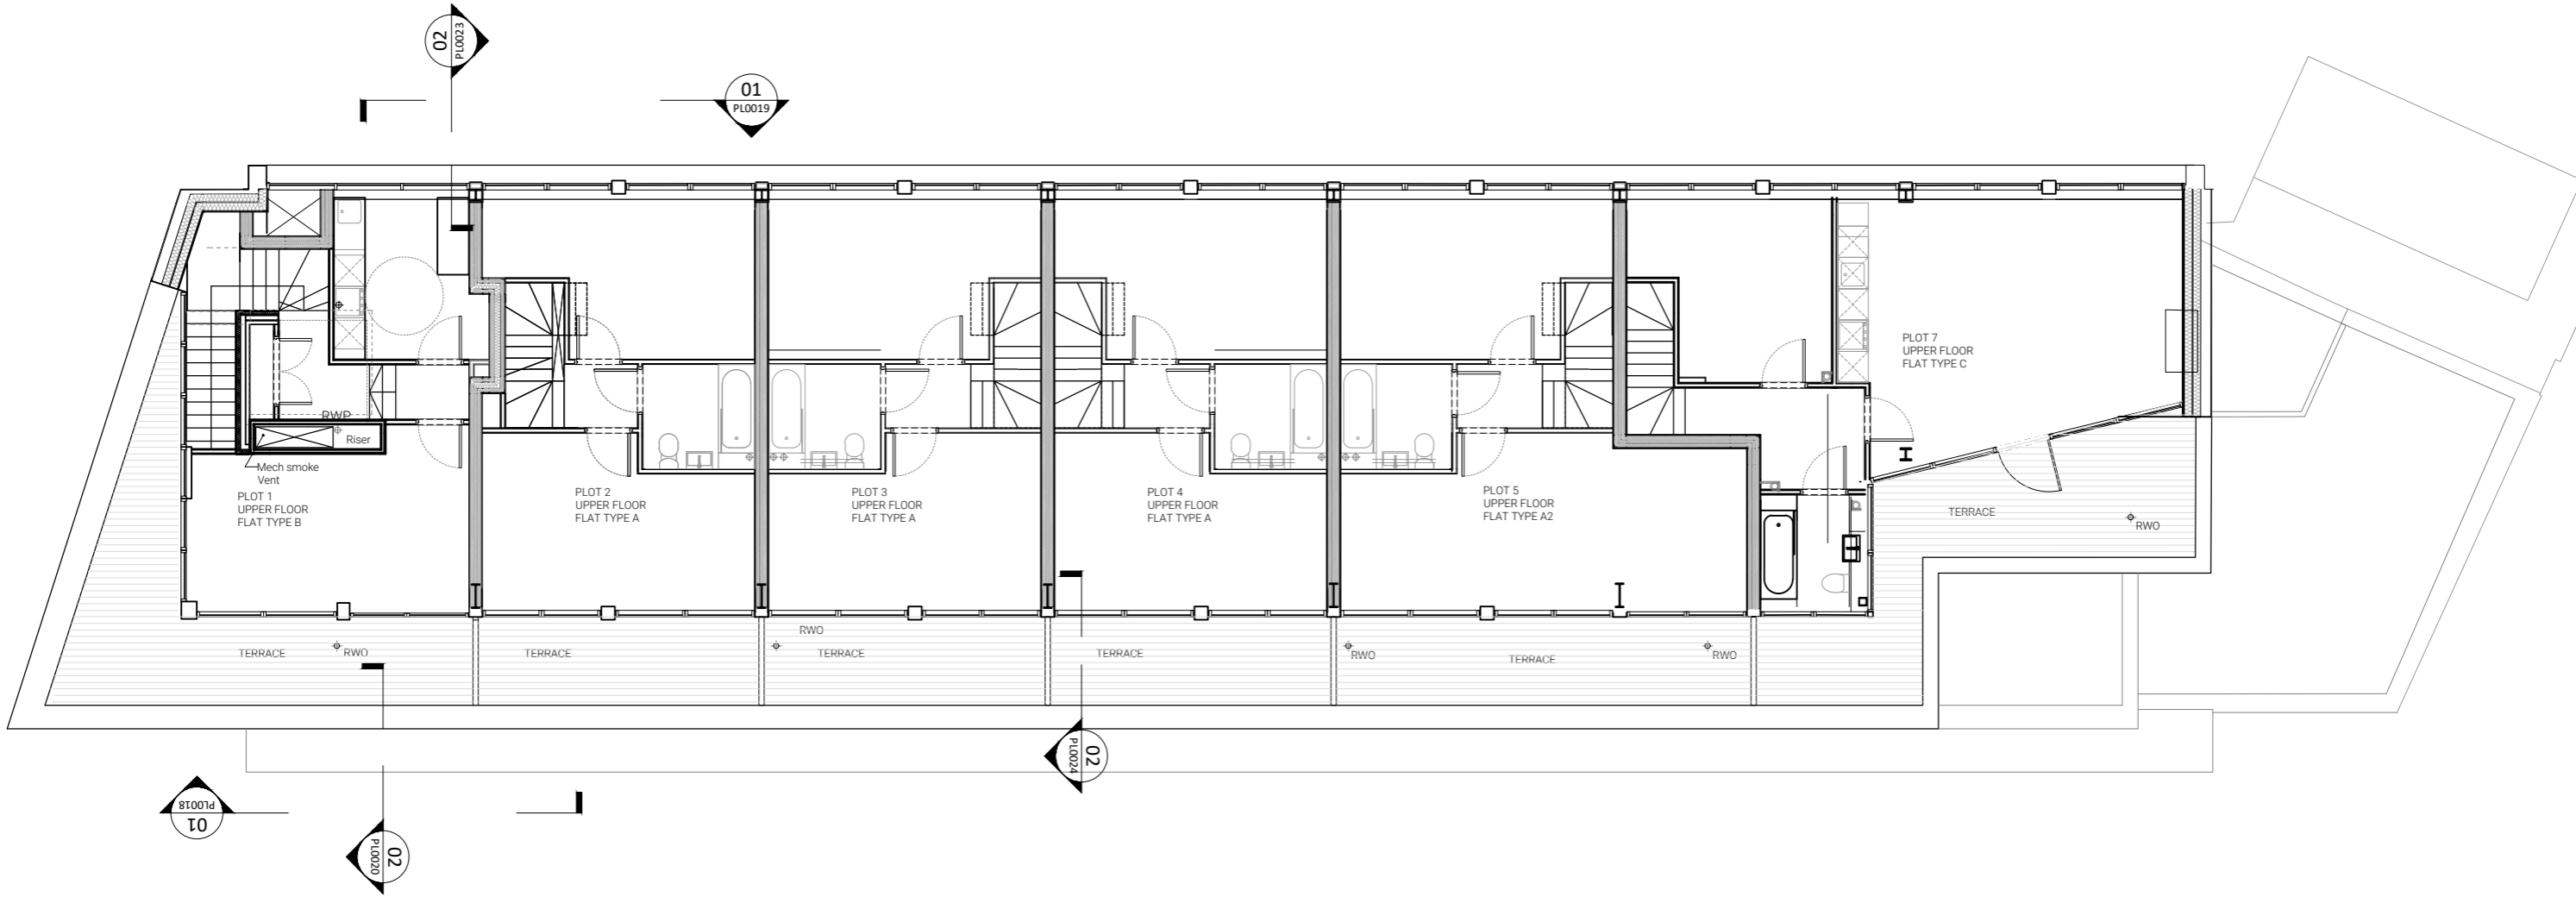 02
PL0023
01
PL0019
RWP
Riser
Mech smoke
Vent
PLOT 1
UPPER FLOOR
FLAT TYPE B
PLOT 2
UPPER FLOOR
FLAT TYPE A
PLOT 3
UPPER FLOOR
FLAT TYPE A
PLOT 4
UPPER FLOOR
FLAT TYPE A
PLOT 5
UPPER FLOOR
FLAT TYPE A2
PLOT 7
UPPER FLOOR
FLAT TYPE C
TERRACE
RWO
TERRACE
RWO
TERRACE
RWO
TERRACE
TERRACE
RWO
TERRACE
RWO
02
PL0024
PL0018
01
02
PL0020